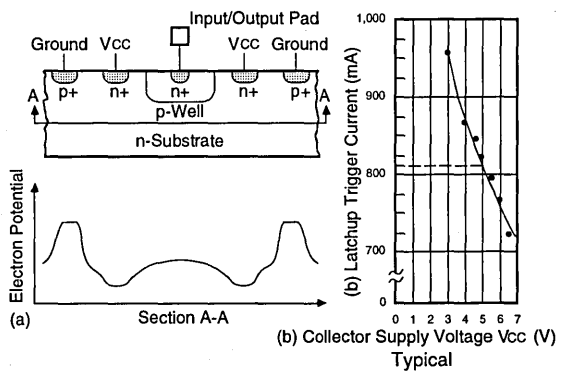 Input/Output Pad
Ground Vcc Vcc Ground
A p+ n+ n+ n+ p+ A
p-Well
n-Substrate
Electron Potential
(a) Section A-A
(b) Latchup Trigger Current (mA)
1,000
900
800
700
0
0 1 2 3 4 5 6 7
(b) Collector Supply Voltage Vcc (V)
Typical